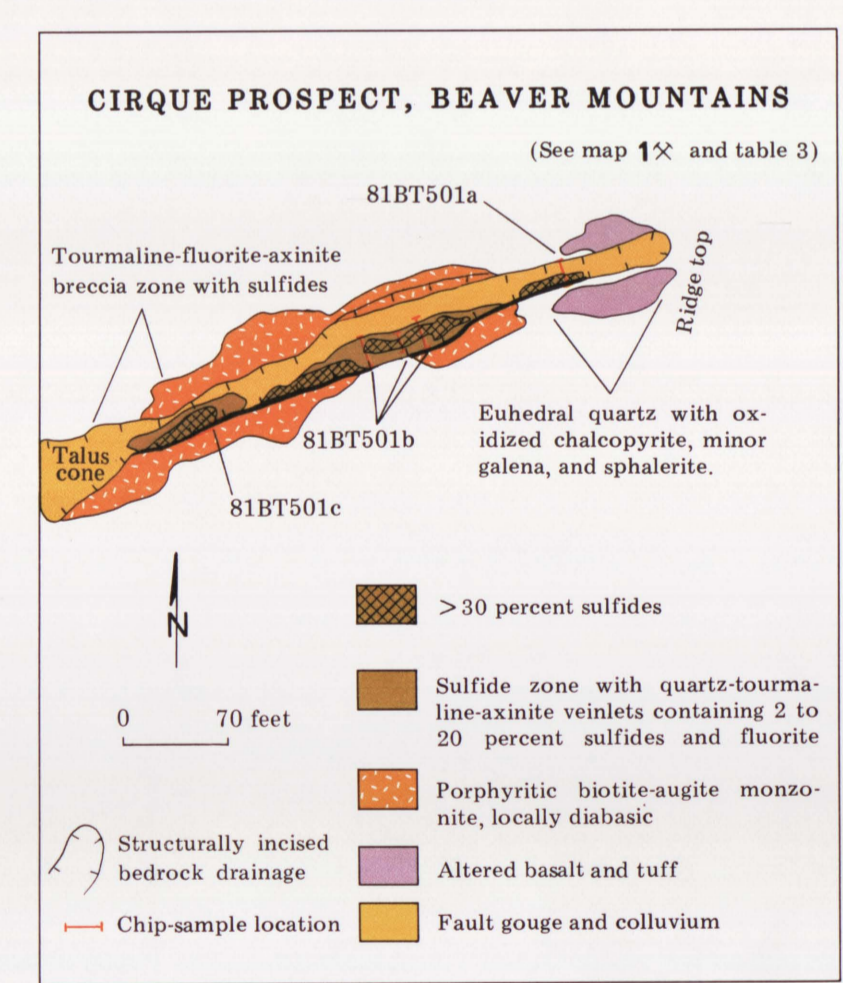 CIRQUE PROSPECT, BEAVER MOUNTAINS
(See map 1⚒ and table 3)
81BT501a
Tourmaline-fluorite-axinite
breccia zone with sulfides
Ridge top
Euhedral quartz with ox-
idized chalcopyrite, minor
galena, and sphalerite.
81BT501b
Talus
cone
81BT501c
N
0 70 feet
>30 percent sulfides
Sulfide zone with quartz-tourma-
line-axinite veinlets containing 2 to
20 percent sulfides and fluorite
Porphyritic biotite-augite monzo-
nite, locally diabasic
Structurally incised
bedrock drainage
Altered basalt and tuff
Chip-sample location
Fault gouge and colluvium